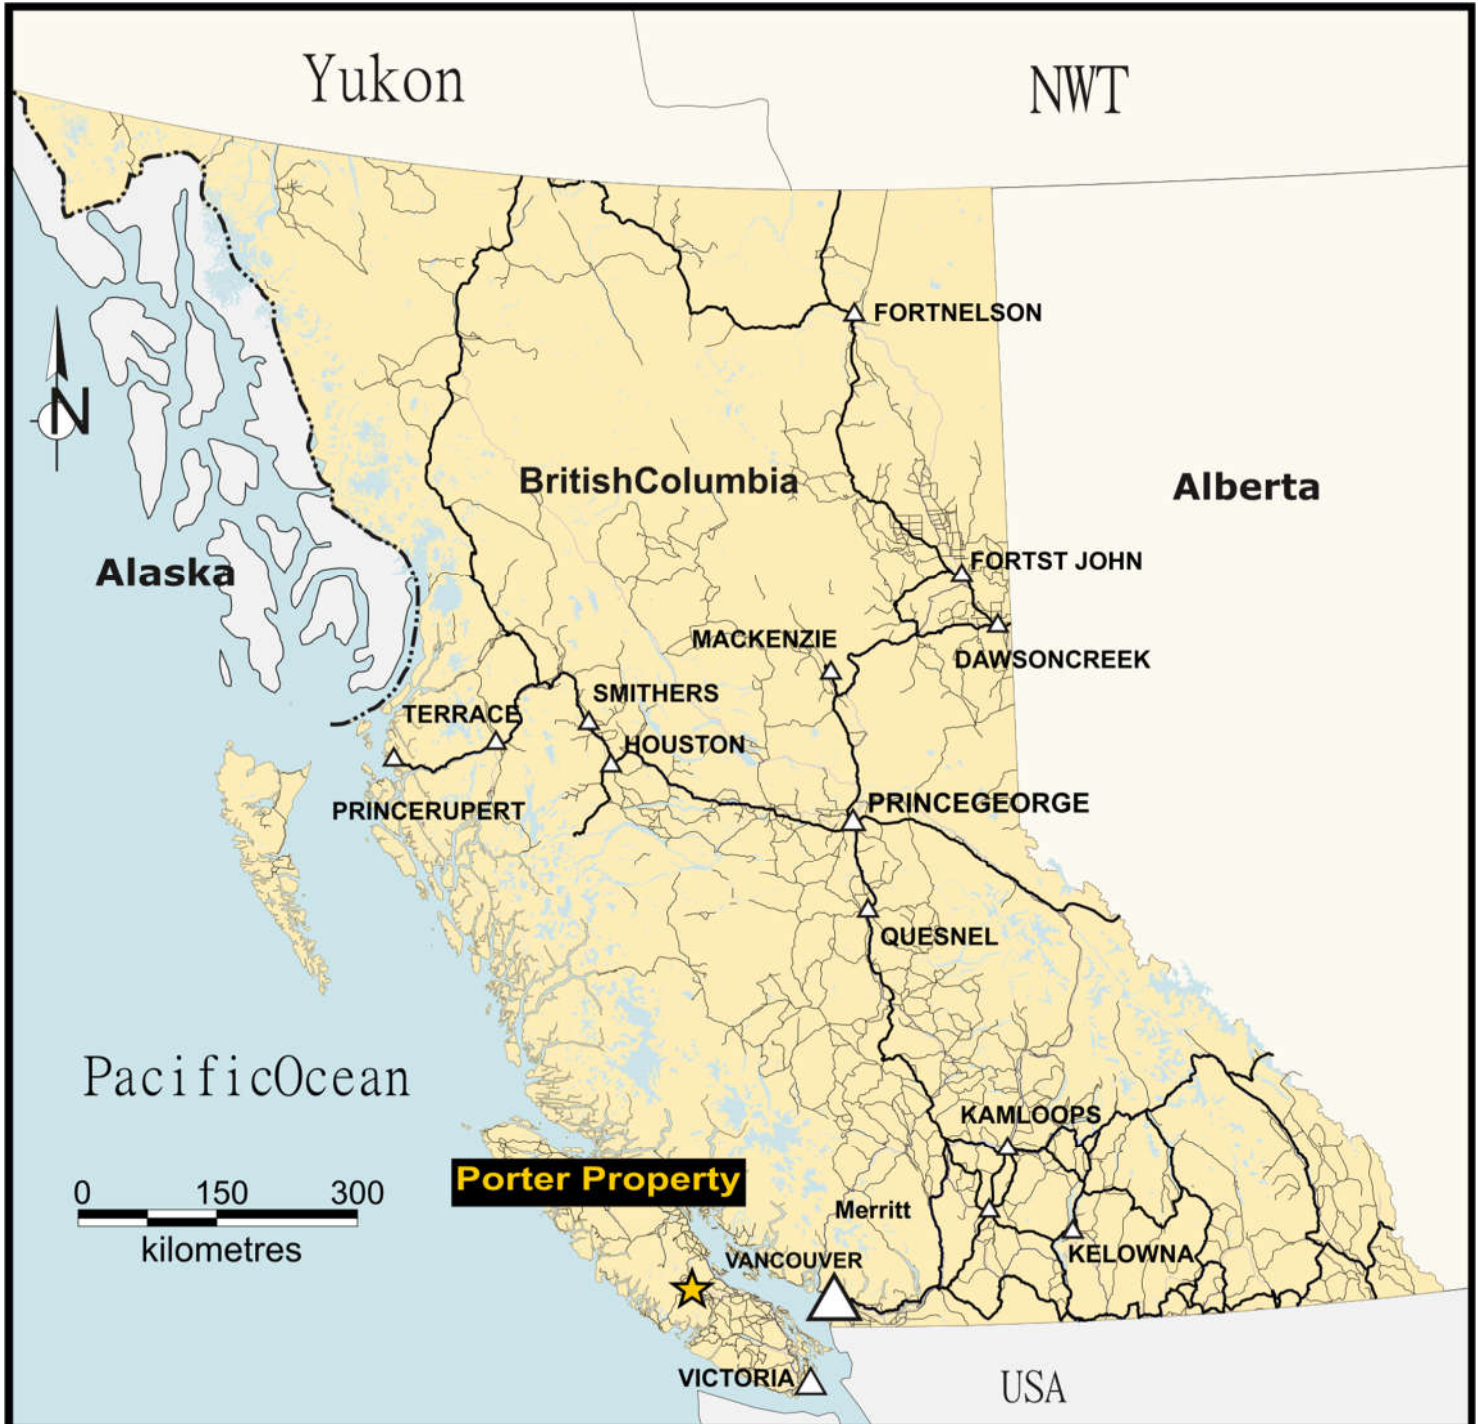 Yukon
NWT
FORTNELSON
N
BritishColumbia
Alberta
FORTST JOHN
Alaska
MACKENZIE
DAWSONCREEK
SMITHERS
TERRACE
HOUSTON
PRINCERUPERT
PRINCEGEORGE
QUESNEL
PacificOcean
KAMLOOPS
Porter Property
0 150 300
kilometres
Merritt
KELOWNA
VANCOUVER
VICTORIA
USA